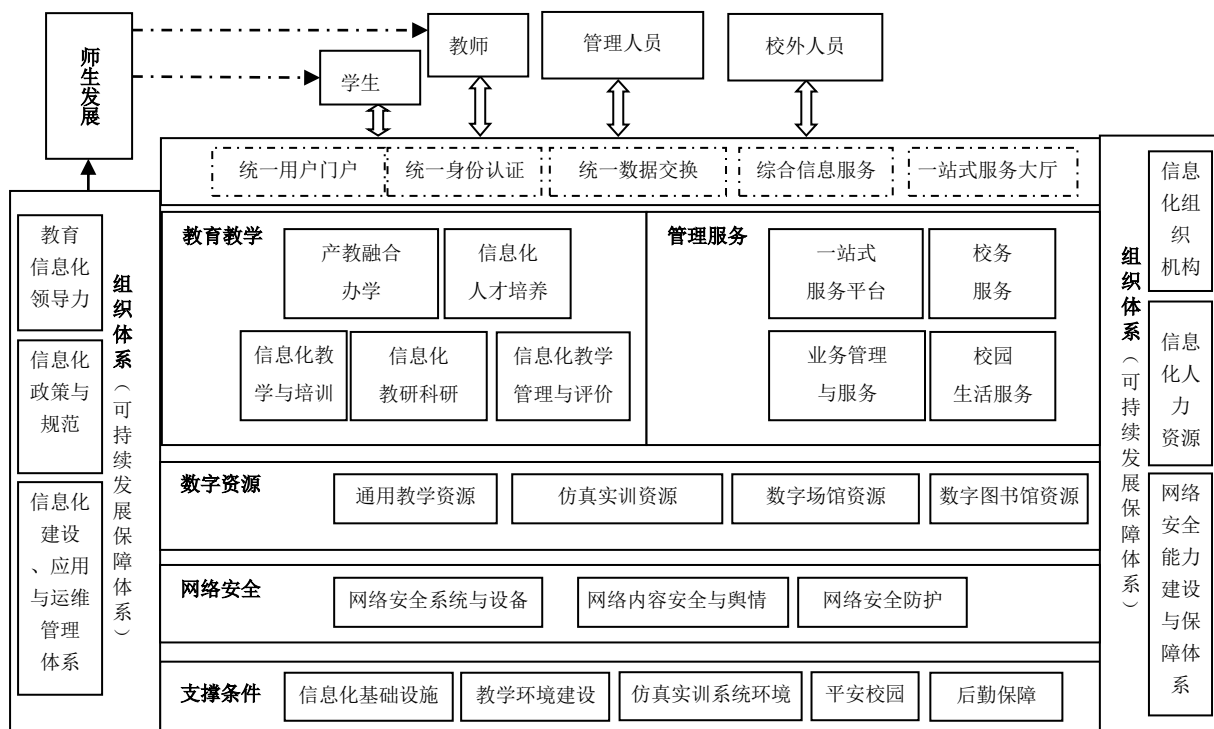 师生发展
教师
管理人员
校外人员
学生
统一用户门户
统一身份认证
统一数据交换
综合信息服务
一站式服务大厅
教育
信息化
领导力
信息化
政策与
规范
信息化
建设
、应用
与运维
管理
体系
组织体系（可持续发展保障体系）
教育教学
产教融合
办学
信息化
人才培养
信息化教
学与培训
信息化
教研科研
信息化教学
管理与评价
管理服务
一站式
服务平台
校务
服务
业务管理
与服务
校园
生活服务
数字资源
通用教学资源
仿真实训资源
数字场馆资源
数字图书馆资源
网络安全
网络安全系统与设备
网络内容安全与舆情
网络安全防护
支撑条件
信息化基础设施
教学环境建设
仿真实训系统环境
平安校园
后勤保障
组织体系（可持续发展保障体系）
信息
化组
织
机构
信息
化人
力
资源
网络
安全
能力
建设
与保
障体
系